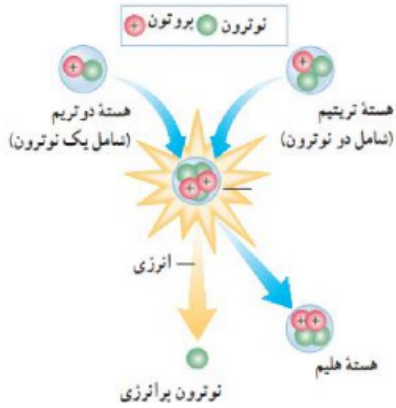 نوترون پروتون
هستهٔ تریتیم
(شامل دو نوترون)
هستهٔ دوتریم
(شامل یک نوترون)
+
+
+
+
انرژی
+
+
هستهٔ هلیم
نوترون پرانرژی